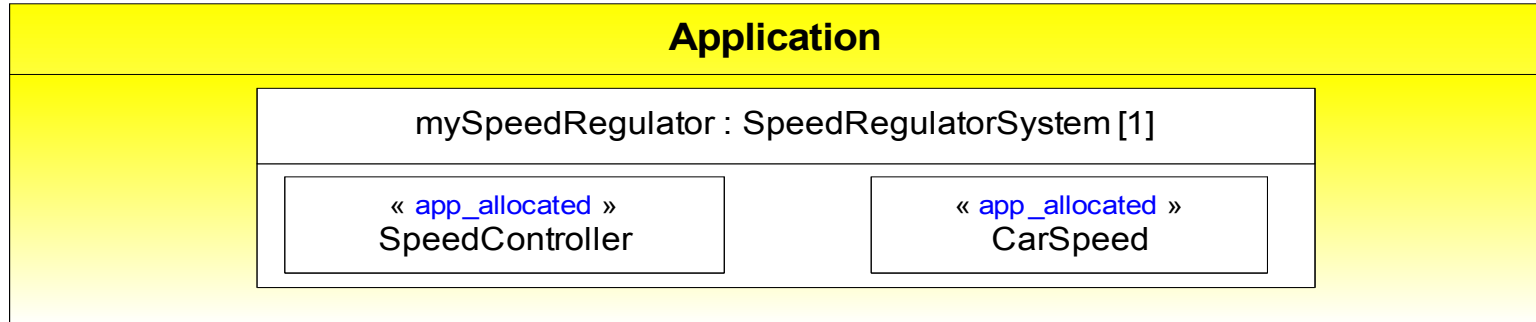 Application
mySpeedRegulator : SpeedRegulatorSystem [1]
« app_allocated »
SpeedController
« app_allocated »
CarSpeed